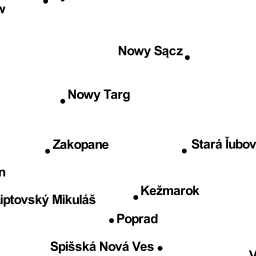 Nowy Sącz
Nowy Targ
Zakopane
Stará Ľubov
iptovský Mikuláš
Kežmarok
Poprad
Spišská Nová Ves